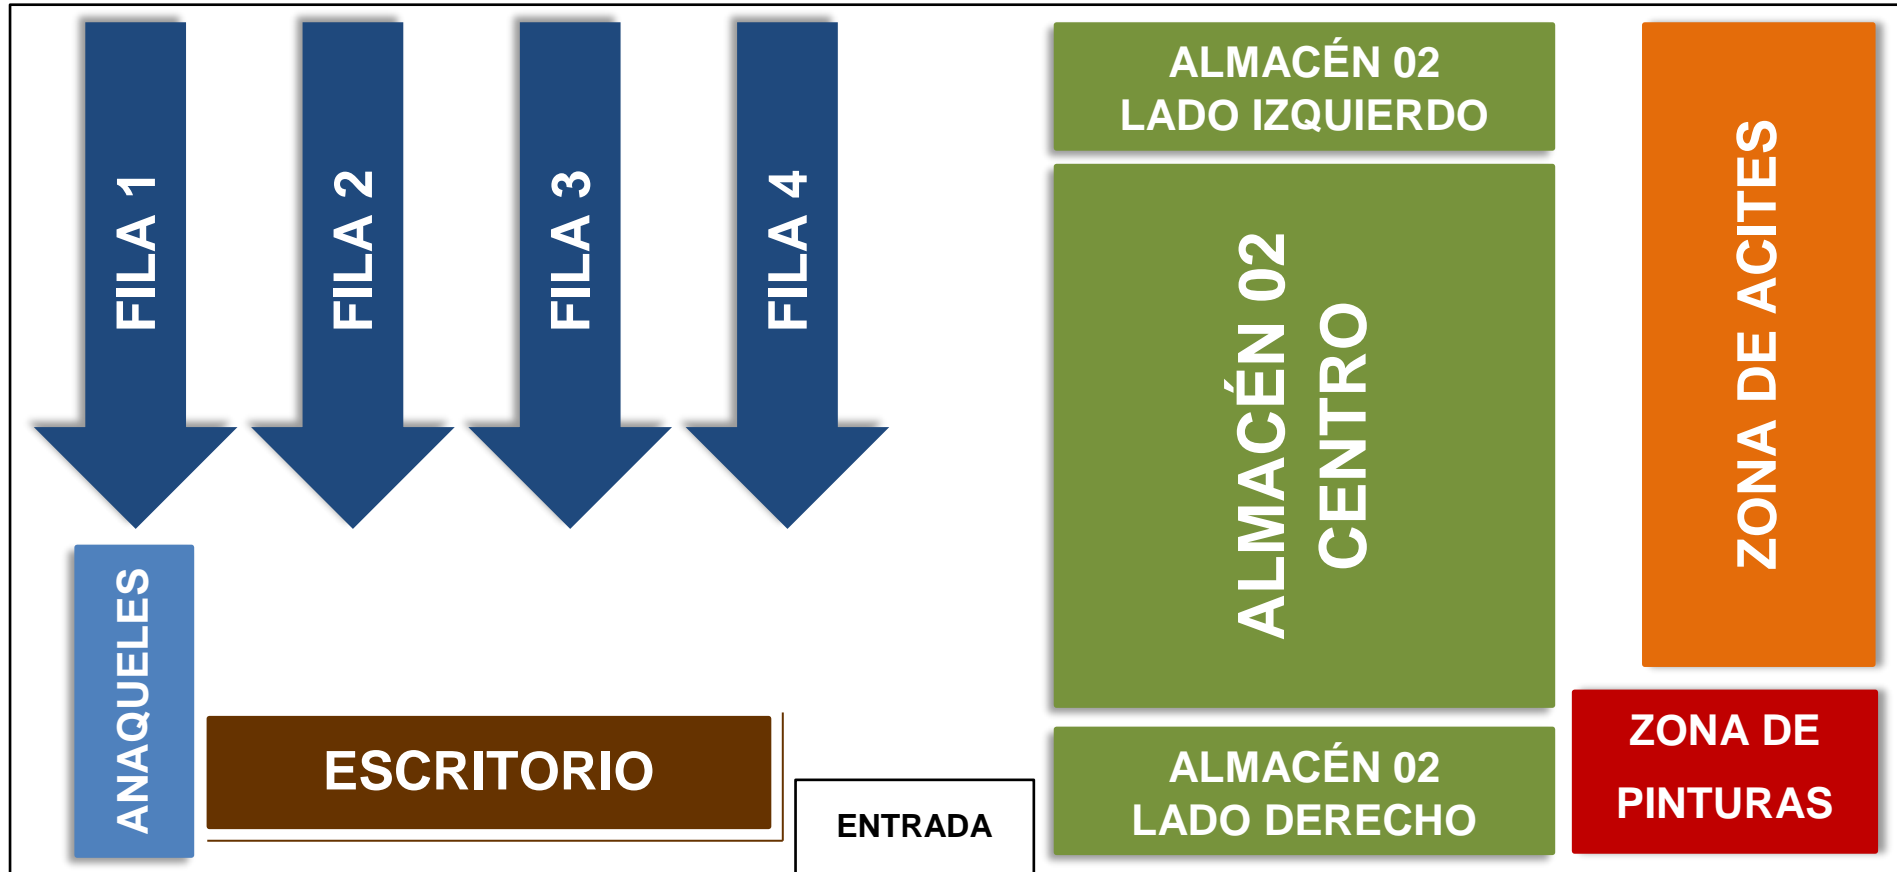 FILA 1
FILA 2
FILA 3
FILA 4
ALMACÉN 02
LADO IZQUIERDO
ALMACÉN 02
CENTRO
ZONA DE ACITES
ANAQUELES
ESCRITORIO
ENTRADA
ALMACÉN 02
LADO DERECHO
ZONA DE
PINTURAS